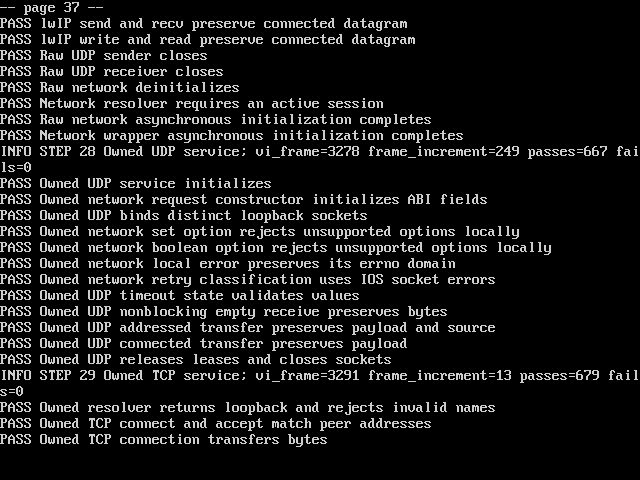 -- page 37 --
PASS lwIP send and recv preserve connected datagram
PASS lwIP write and read preserve connected datagram
PASS Raw UDP sender closes
PASS Raw UDP receiver closes
PASS Raw network deinitializes
PASS Network resolver requires an active session
PASS Raw network asynchronous initialization completes
PASS Network wrapper asynchronous initialization completes
INFO STEP 28 Owned UDP service; vi_frame=3278 frame_increment=249 passes=667 fai
ls=0
PASS Owned UDP service initializes
PASS Owned network request constructor initializes ABI fields
PASS Owned UDP binds distinct loopback sockets
PASS Owned network set option rejects unsupported options locally
PASS Owned network boolean option rejects unsupported options locally
PASS Owned network local error preserves its errno domain
PASS Owned network retry classification uses IOS socket errors
PASS Owned UDP timeout state validates values
PASS Owned UDP nonblocking empty receive preserves bytes
PASS Owned UDP addressed transfer preserves payload and source
PASS Owned UDP connected transfer preserves payload
PASS Owned UDP releases leases and closes sockets
INFO STEP 29 Owned TCP service; vi_frame=3291 frame_increment=13 passes=679 fail
s=0
PASS Owned resolver returns loopback and rejects invalid names
PASS Owned TCP connect and accept match peer addresses
PASS Owned TCP connection transfers bytes